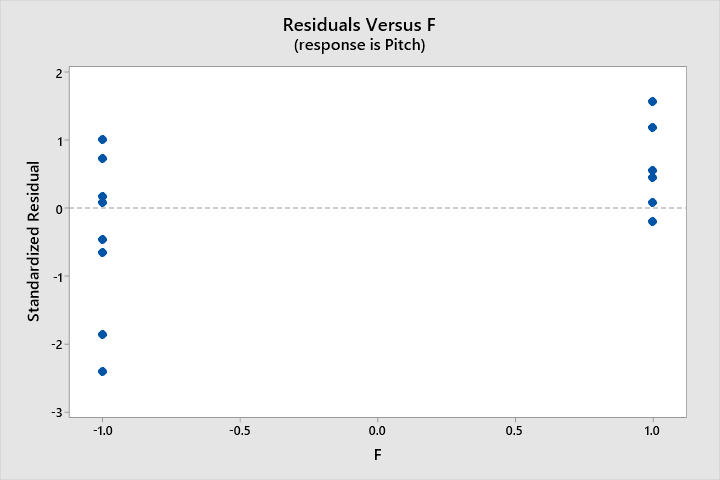 Residuals Versus F
(response is Pitch)
Standardized Residual
2
1
0
-1
-2
-3
-1.0
-0.5
0.0
0.5
1.0
F